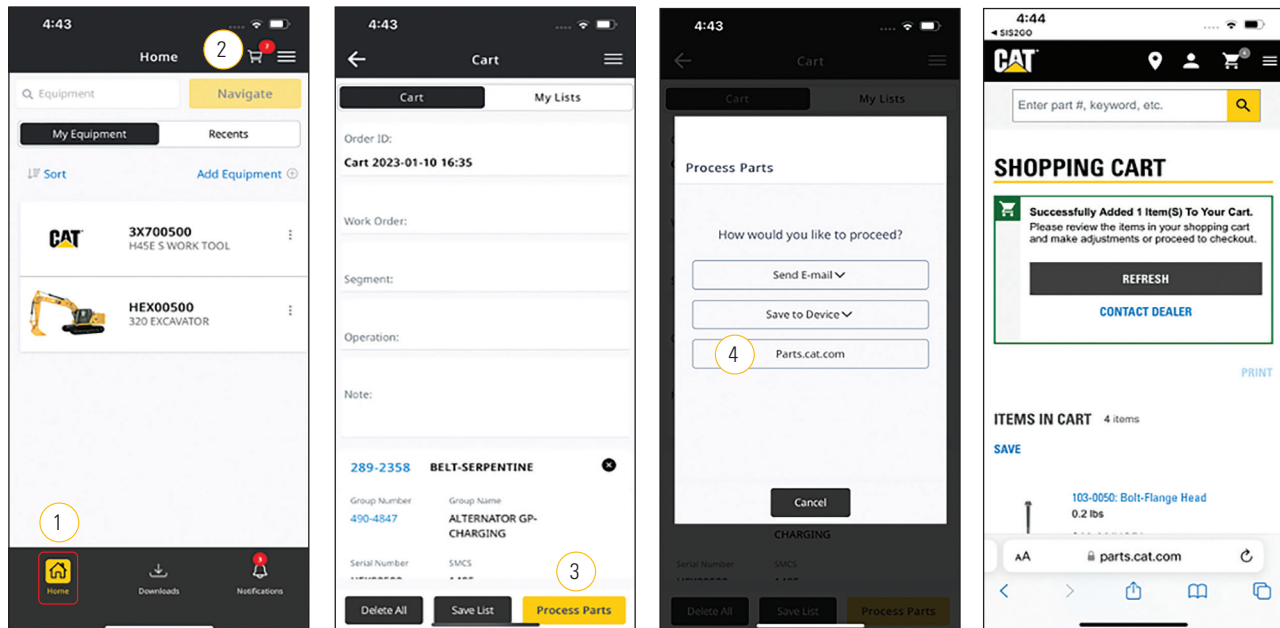 4:43
Home
2
7
Equipment
Navigate
My Equipment
Recents
Sort
Add Equipment
CAT
3X700500
H45E S WORK TOOL
HEX00500
320 EXCAVATOR
1
3
Home
Downloads
Notifications
4:43
Cart
Cart
My Lists
Order ID:
Cart 2023-01-10 16:35
Work Order:
Segment:
Operation:
Note:
289-2358 BELT-SERPENTINE
Group Number Group Name
490-4847 ALTERNATOR GP-
CHARGING
Serial Number SMCS
3
Delete All
Save List
Process Parts
4:43
Cart
Cart
My Lists
Process Parts
How would you like to proceed?
Send E-mail
Save to Device
4
Parts.cat.com
Cancel
CHARGING
Serial Number SMCS
Delete All
Save List
Process Parts
4:44
SIS2GO
CAT
4
Enter part #, keyword, etc.
SHOPPING CART
Successfully Added 1 Item(S) To Your Cart.
Please review the items in your shopping cart
and make adjustments or proceed to checkout.
REFRESH
CONTACT DEALER
PRINT
ITEMS IN CART 4 items
SAVE
103-0050: Bolt-Flange Head
0.2 lbs
AA
parts.cat.com